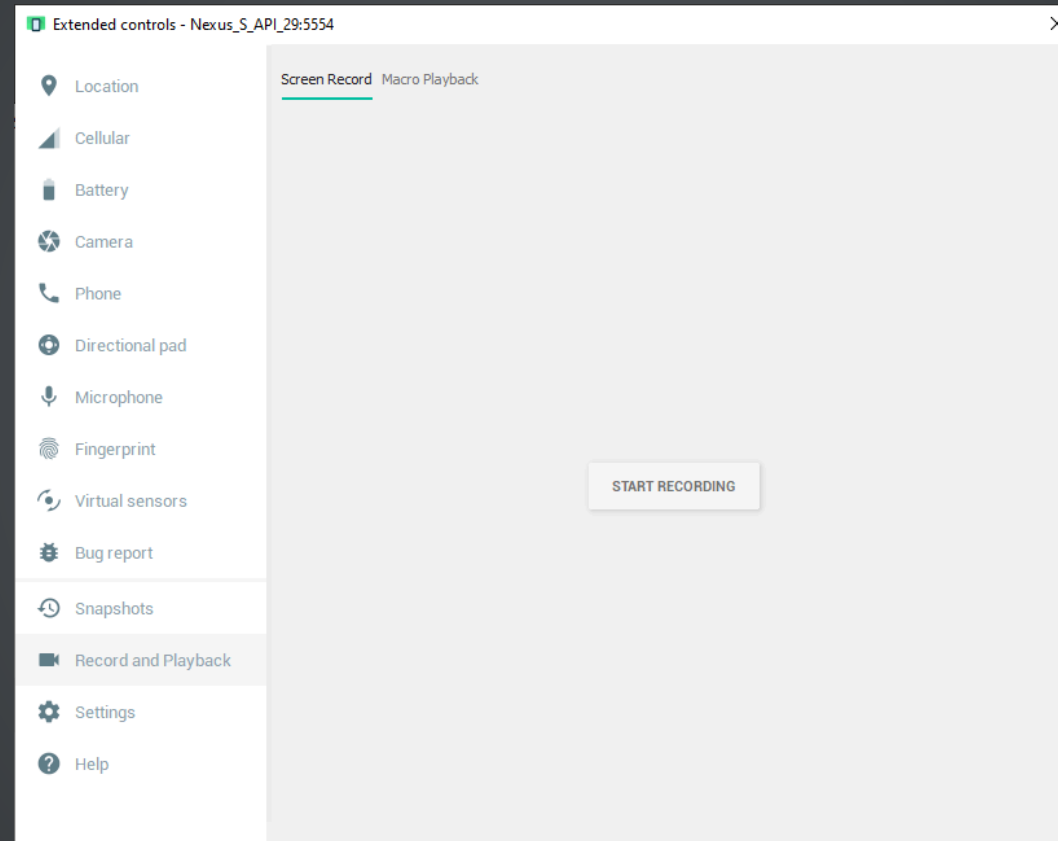 Extended controls - Nexus_S_API_29:5554
Location
Cellular
Battery
Camera
Phone
Directional pad
Microphone
Fingerprint
Virtual sensors
Bug report
Snapshots
Record and Playback
Settings
Help
Screen Record Macro Playback
START RECORDING